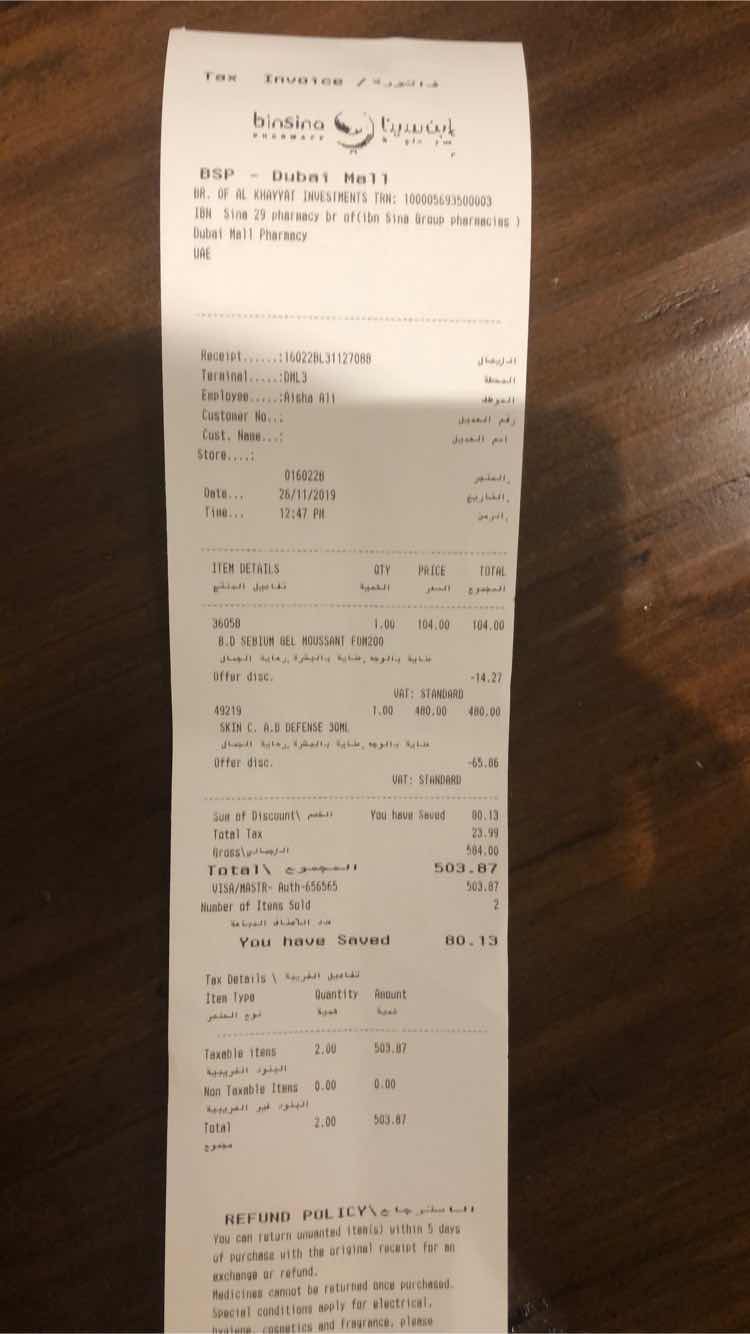 Tax Invoice / فاتورة
binSina ابن سينا
PHARMACY
BSP - Dubai Mall
BR. OF AL KHAYYAT INVESTMENTS TRN: 100005693500003
IBN Sina 29 pharmacy br of(ibn Sina Group pharmacies )
Dubai Mall Pharmacy
UAE
Receipt......:16022BL31127088 الإيصال
Terminal.....:DML3 المحطة
Employee.....:Aisha Ali الموظف
Customer No..: رقم العميل
Cust. Name...: اسم العميل
Store....:
016022B المتجر.
Date... 26/11/2019 التاريخ.
Time... 12:47 PM الزمن.
ITEM DETAILS QTY PRICE TOTAL
تفاصيل المنتج الكمية السعر المجموع
36058 1.00 104.00 104.00
B.D SEBIUM GEL MOUSSANT FOM200
عناية بالوجه,عناية بالبشرة,رعاية الجمال
Offer disc. -14.27
VAT: STANDARD
49219 1.00 480.00 480.00
SKIN C. A.B DEFENSE 30ML
عناية بالوجه,عناية بالبشرة,رعاية الجمال
Offer disc. -65.86
VAT: STANDARD
Sum of Discount\ الخصم You have Saved 80.13
Total Tax 23.99
Gross\الإجمالي 584.00
Total\ المجموع 503.87
VISA/MASTR- Auth-656565 503.87
Number of Items Sold 2
عدد الأصناف المباعة
You have Saved 80.13
Tax Details \ تفاصيل الضريبة
Item Type Quantity Amount
نوع العنصر كمية قيمة
Taxable items 2.00 503.87
البنود الضريبية
Non Taxable Items 0.00 0.00
البنود غير الضريبية
Total 2.00 503.87
مجموع
REFUND POLICY\
You can return unwanted item(s) within 5 days
of purchase with the original receipt for an
exchange or refund.
Medicines cannot be returned once purchased.
Special conditions apply for electrical,
hygiene, cosmetics and fragrance, please